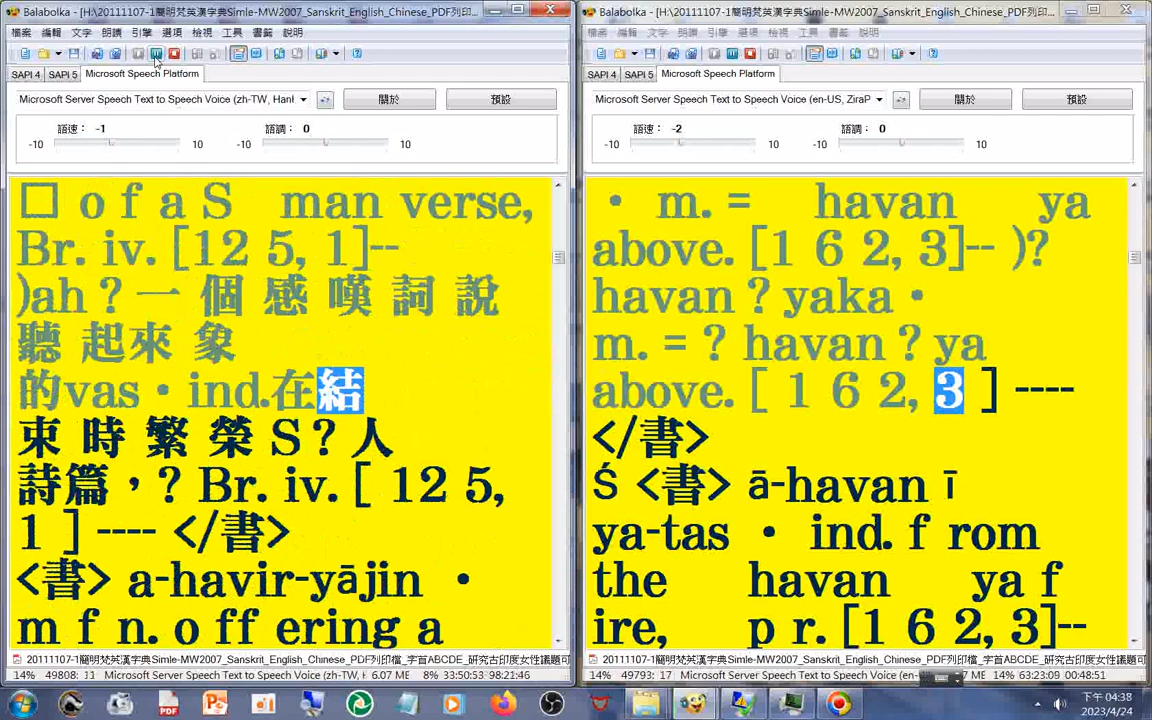 Balabolka - [H:\20111107-1簡明梵英漢字典Simle-MW2007_Sanskrit_English_Chinese_PDF列印...
檔案 編輯 文字 朗讀 引擎 選項 檢視 工具 書籤 說明
SAPI 4 SAPI 5 Microsoft Speech Platform
Microsoft Server Speech Text to Speech Voice (zh-TW, Hanl
關於 預設
語速: -1 語調: 0
-10 10 -10 10
□ o f a S man verse,
Br. iv. [12 5, 1]--
)ah ? 一 個 感 嘆 詞 說
聽 起來 象
的vas • ind.在結
束 時 繁 榮 S ? 人
詩篇，? Br. iv. [ 12 5,
1 ] ---- </書>
<書> a-havir-yājin •
m f n. o ff ering a
20111107-1簡明梵英漢字典Simle-MW2007_Sanskrit_English_Chinese_PDF列印檔_字首ABCDE_研究古印度女性議題可
14% 49808: 11 Microsoft Server Speech Text to Speech Voice (zh-TW, 6.07 ME 8% 33:50:53 98:21:46
Balabolka - [H:\20111107-1簡明梵英漢字典Simle-MW2007_Sanskrit_English_Chinese_PDF列印...
檔案 編輯 文字 朗讀 引擎 選項 檢視 工具 書籤 說明
SAPI 4 SAPI 5 Microsoft Speech Platform
Microsoft Server Speech Text to Speech Voice (en-US, ZiraP
關於 預設
語速: -2 語調: 0
-10 10 -10 10
• m. = havan ya
above. [1 6 2, 3]-- )?
havan ? yaka •
m. = ? havan ? ya
above. [ 1 6 2, 3 ] ----
</書>
Ś <書> ā-havan ī
ya-tas • ind. f rom
the havan ya f
ire, p r. [1 6 2, 3]--
20111107-1簡明梵英漢字典Simle-MW2007_Sanskrit_English_Chinese_PDF列印檔_字首ABCDE_研究古印度女性議題可
14% 49793: 17 Microsoft Server Speech Text to Speech Voice (en-US, ME 14% 63:23:09 00:48:51
下午 04:38
2023/4/24